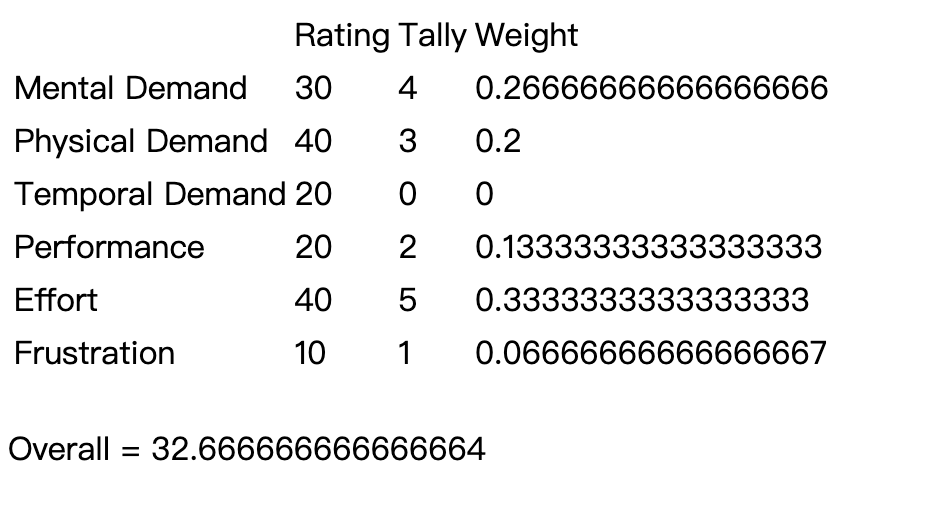 Rating Tally Weight
Mental Demand 30 4 0.26666666666666666
Physical Demand 40 3 0.2
Temporal Demand 20 0 0
Performance 20 2 0.13333333333333333
Effort 40 5 0.3333333333333333
Frustration 10 1 0.06666666666666667
Overall = 32.666666666666664